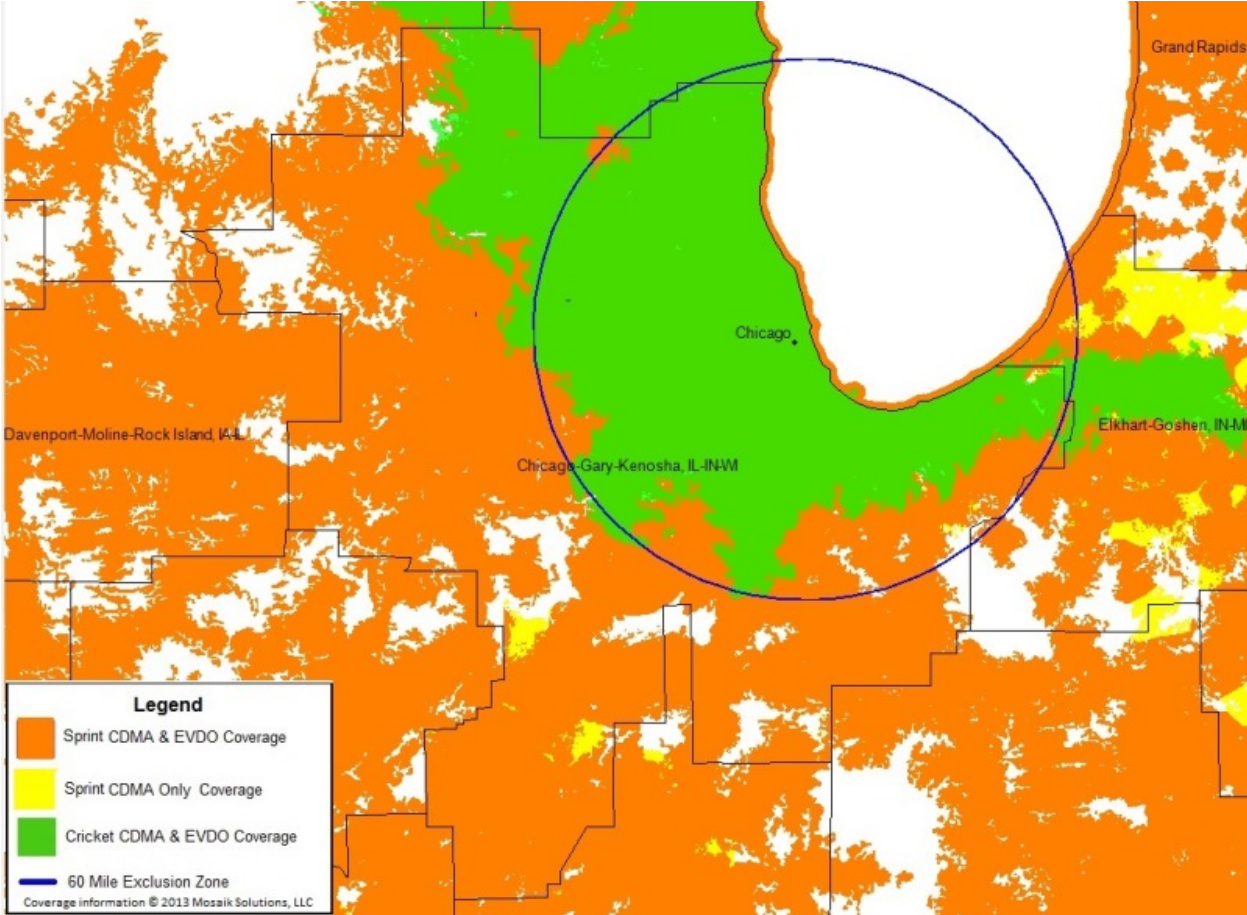 Grand Rapids
Chicago
Davenport-Moline-Rock Island, IA-IL
Elkhart-Goshen, IN-MI
Chicago-Gary-Kenosha, IL-IN-WI
Legend
Sprint CDMA & EVDO Coverage
Sprint CDMA Only Coverage
Cricket CDMA & EVDO Coverage
60 Mile Exclusion Zone
Coverage information © 2013 Mosaik Solutions, LLC